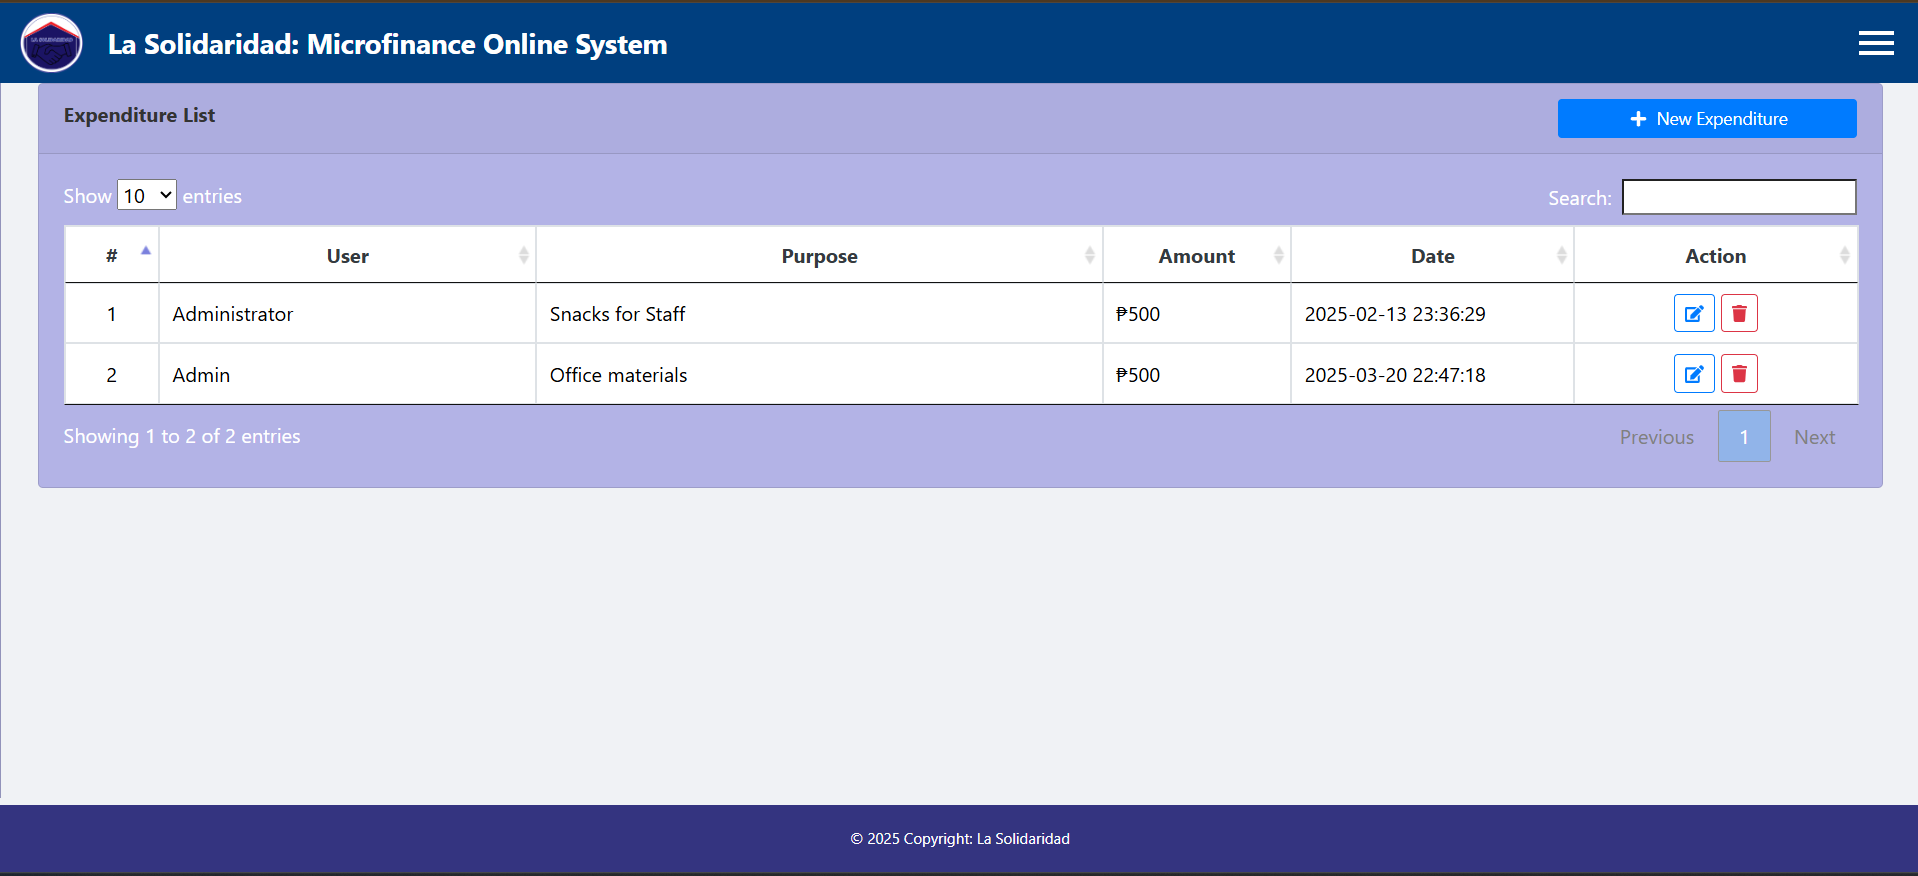 LA SOLIDARIDAD
La Solidaridad: Microfinance Online System
Expenditure List
New Expenditure
Show 10 entries
Search:
# User Purpose Amount Date Action
1 Administrator Snacks for Staff ₱500 2025-02-13 23:36:29
2 Admin Office materials ₱500 2025-03-20 22:47:18
Showing 1 to 2 of 2 entries
Previous 1 Next
© 2025 Copyright: La Solidaridad